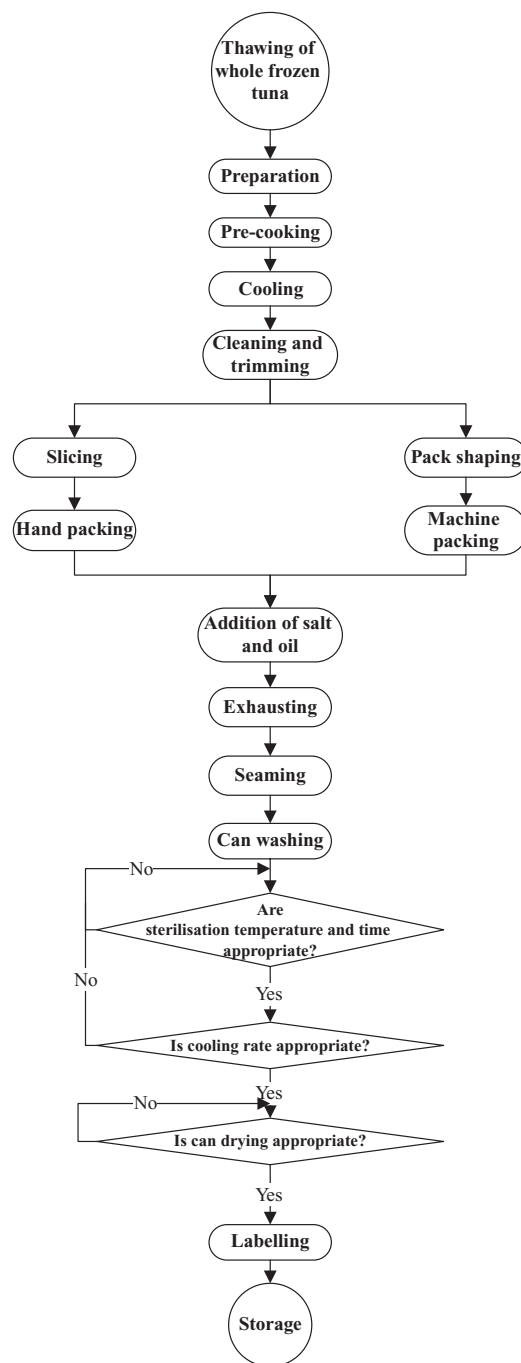 Thawing of
whole frozen
tuna
Preparation
Pre-cooking
Cooling
Cleaning and
trimming
Slicing
Pack shaping
Hand packing
Machine
packing
Addition of salt
and oil
Exhausting
Seaming
Can washing
No
Are
sterilisation temperature and time
appropriate?
No
Yes
Is cooling rate appropriate?
Yes
No
Is can drying appropriate?
Yes
Labelling
Storage